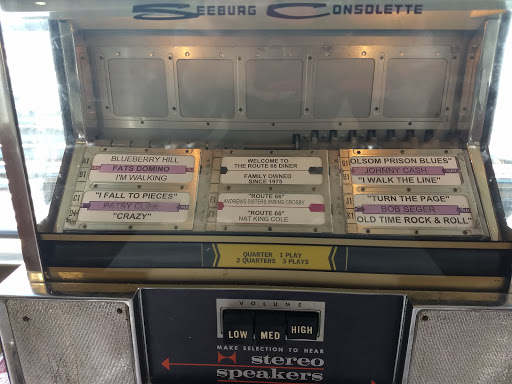 SEEBURG CONSOLETTE
BLUEBERRY HILL
FATS DOMINO
I'M WALKING
"I FALL TO PIECES"
PATSY CLINE
"CRAZY"
WELCOME TO
THE ROUTE 66 DINER
FAMILY OWNED
SINCE 1975
"ROUTE 66"
ANDREWS SISTERS W/BING CROSBY
"ROUTE 66"
NAT KING COLE
OLSOM PRISON BLUES"
JOHNNY CASH
"I WALK THE LINE"
"TURN THE PAGE"
BOB SEGER
OLD TIME ROCK & ROLL"
QUARTER 1 PLAY
2 QUARTERS 3 PLAYS
VOLUME
LOW MED HIGH
MAKE SELECTION TO HEAR
stereo
speakers